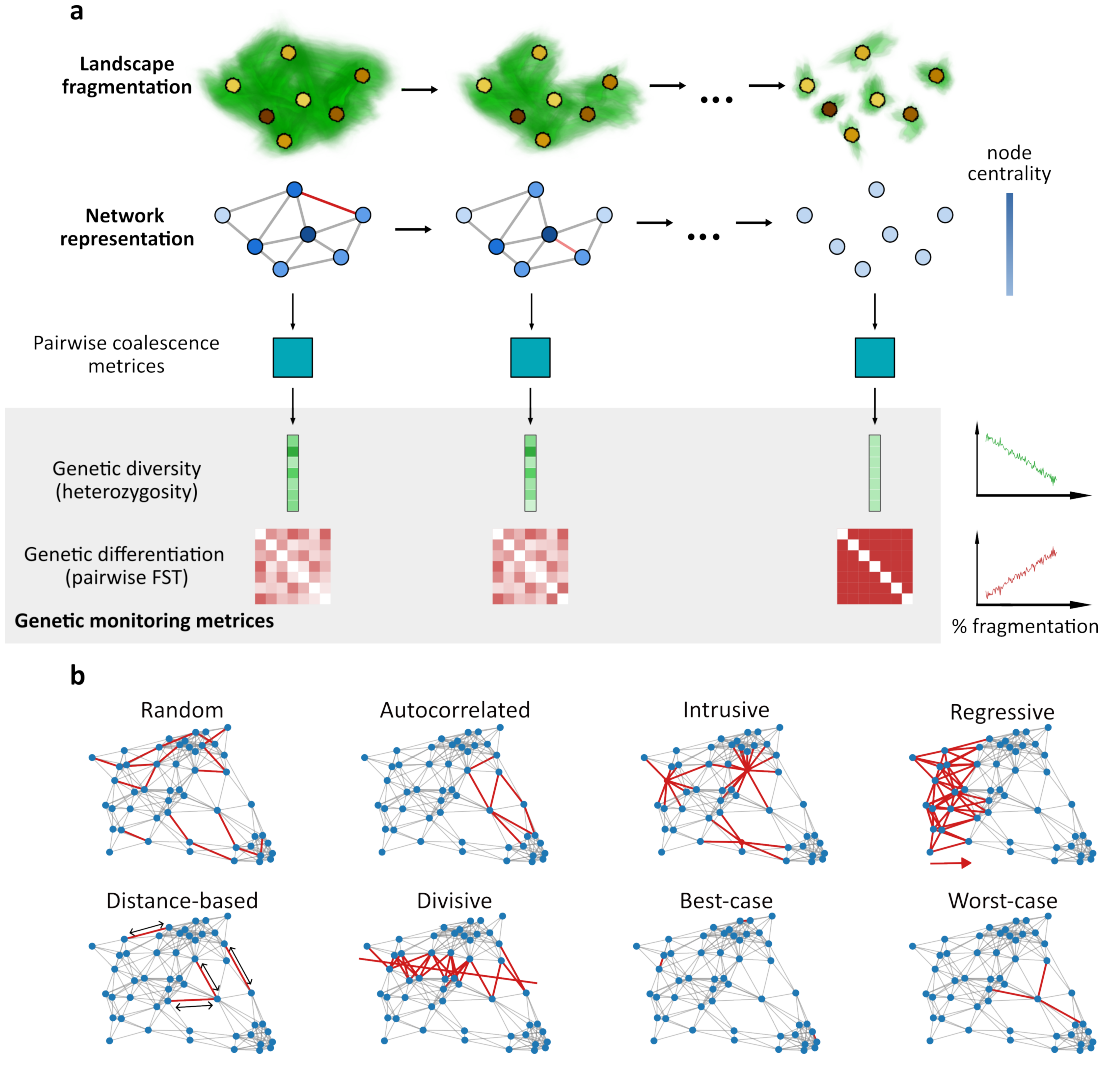 a
Landscape
fragmentation
node
centrality
Network
representation
Pairwise coalescence
metrices
Genetic diversity
(heterozygosity)
Genetic differentiation
(pairwise FST)
Genetic monitoring metrices
% fragmentation
b
Random
Autocorrelated
Intrusive
Regressive
Distance-based
Divisive
Best-case
Worst-case